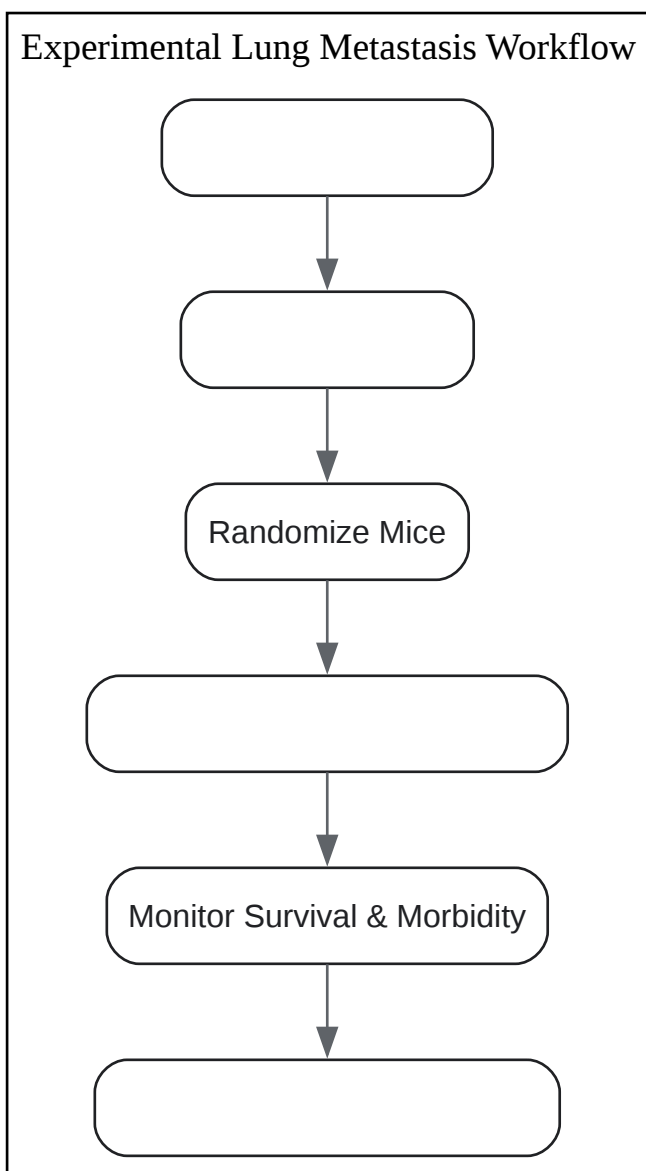 Experimental Lung Metastasis Workflow
Randomize Mice
Monitor Survival & Morbidity